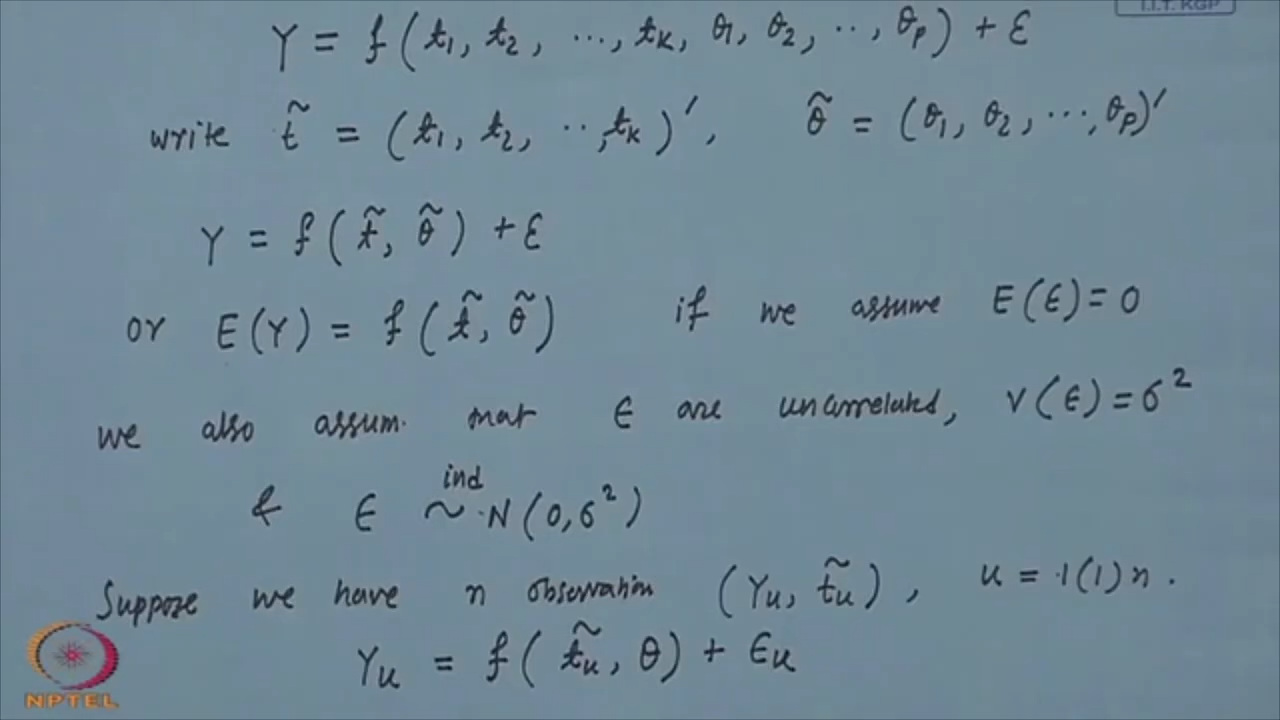 I.I.T. KGP
Y = f(t₁, t₂, ..., tₖ, θ₁, θ₂, .., θₚ) + ε
write t̃ = (t₁, t₂, ..., tₖ)′, θ̃ = (θ₁, θ₂, ..., θₚ)′
Y = f(t̃, θ̃) + ε
or E(Y) = f(t̃, θ̃) if we assume E(ε) = 0
we also assum. that ε are uncorrelated, V(ε) = σ²
ind
& ε ~ N(0, σ²)
Suppose we have n observation (Yᵤ, t̃ᵤ), u = 1(1)n.
Yᵤ = f(t̃ᵤ, θ) + εᵤ
NPTEL